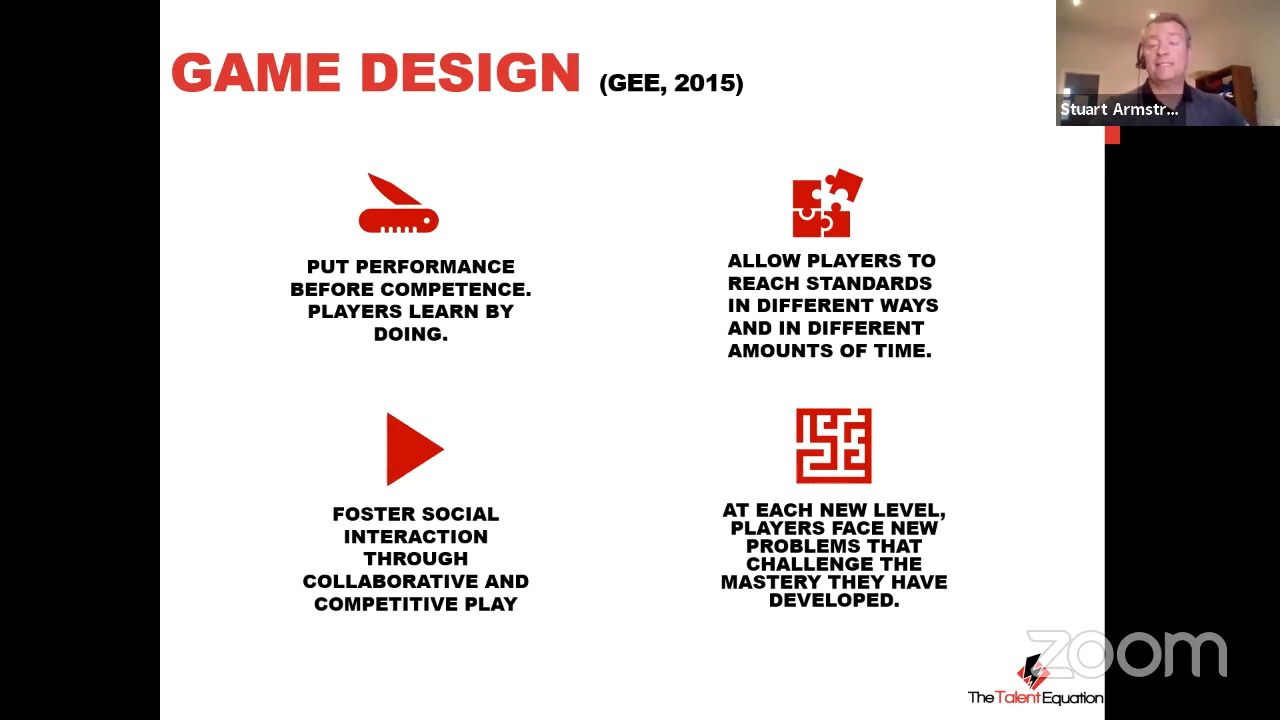 GAME DESIGN (GEE, 2015)
Stuart Armstr...
PUT PERFORMANCE
BEFORE COMPETENCE.
PLAYERS LEARN BY
DOING.
ALLOW PLAYERS TO
REACH STANDARDS
IN DIFFERENT WAYS
AND IN DIFFERENT
AMOUNTS OF TIME.
FOSTER SOCIAL
INTERACTION
THROUGH
COLLABORATIVE AND
COMPETITIVE PLAY
AT EACH NEW LEVEL,
PLAYERS FACE NEW
PROBLEMS THAT
CHALLENGE THE
MASTERY THEY HAVE
DEVELOPED.
zoom
The Talent Equation